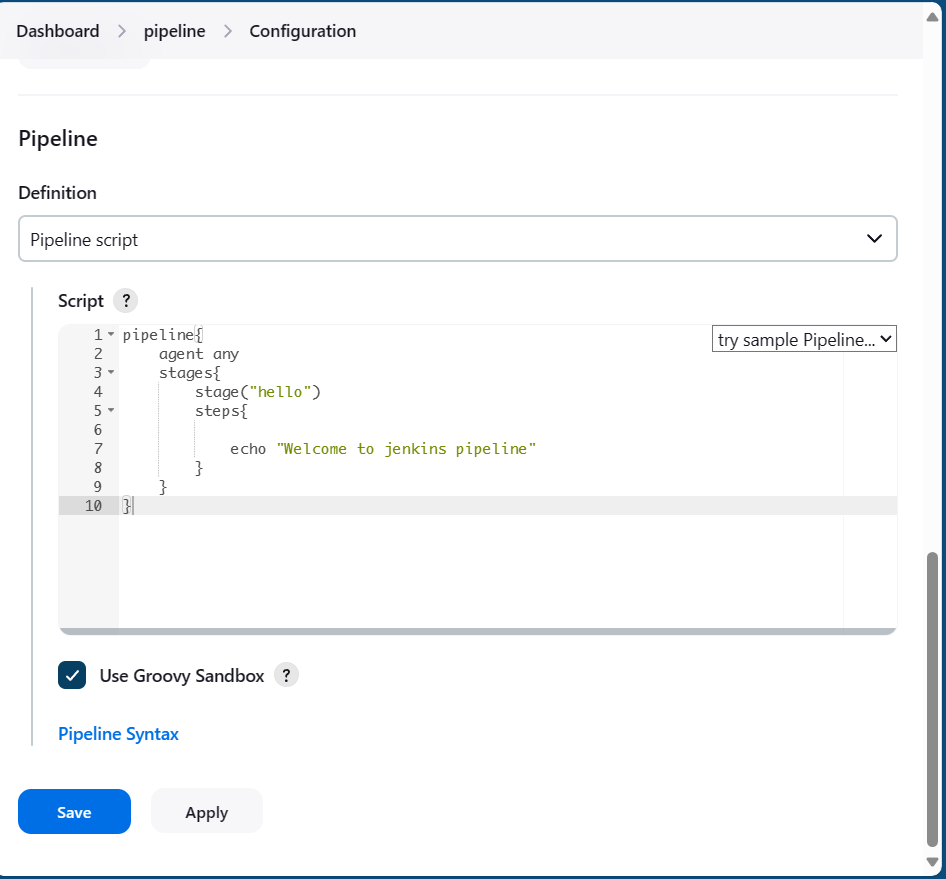 Dashboard > pipeline > Configuration
Pipeline
Definition
Pipeline script
Script ?
try sample Pipeline...
1 pipeline{
2     agent any
3     stages{
4         stage("hello")
5         steps{
6
7             echo "Welcome to jenkins pipeline"
8         }
9     }
10 }
Use Groovy Sandbox ?
Pipeline Syntax
Save Apply